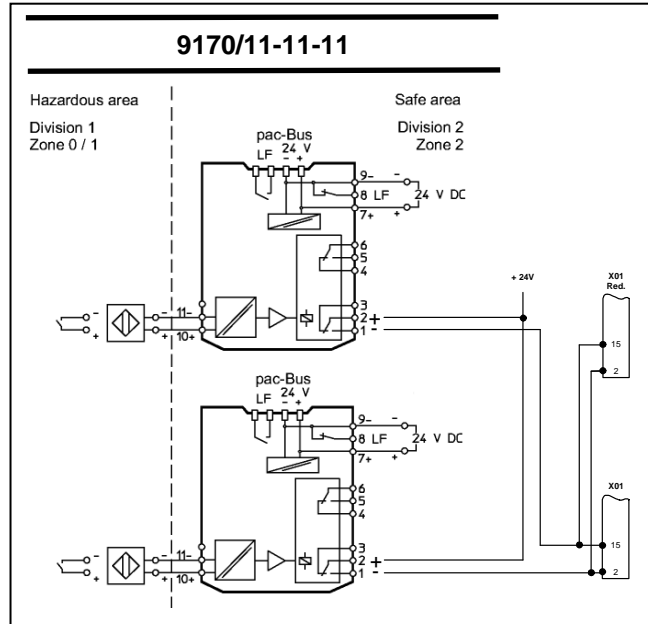 9170/11-11-11
Hazardous area
Safe area
Division 1
Zone 0 / 1
Division 2
Zone 2
pac-Bus
LF 24 V
- +
9- -
8 LF 24 V DC
7+ +
6
5
4
3
2 +
1 -
- - 11-
+ + 10+
+ 24V
X01
Red.
15
2
pac-Bus
LF 24 V
- +
9- -
8 LF 24 V DC
7+ +
6
5
4
3
2 +
1 -
- - 11-
+ + 10+
X01
15
2